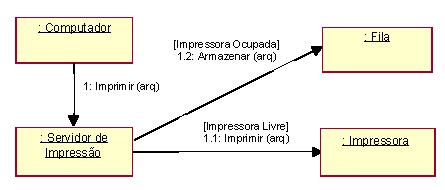 : Computador
[Impressora Ocupada]
1.2: Armazenar (arq)
: Fila
1: Imprimir (arq)
: Servidor de
Impressão
[Impressora Livre]
1.1: Imprimir (arq)
: Impressora